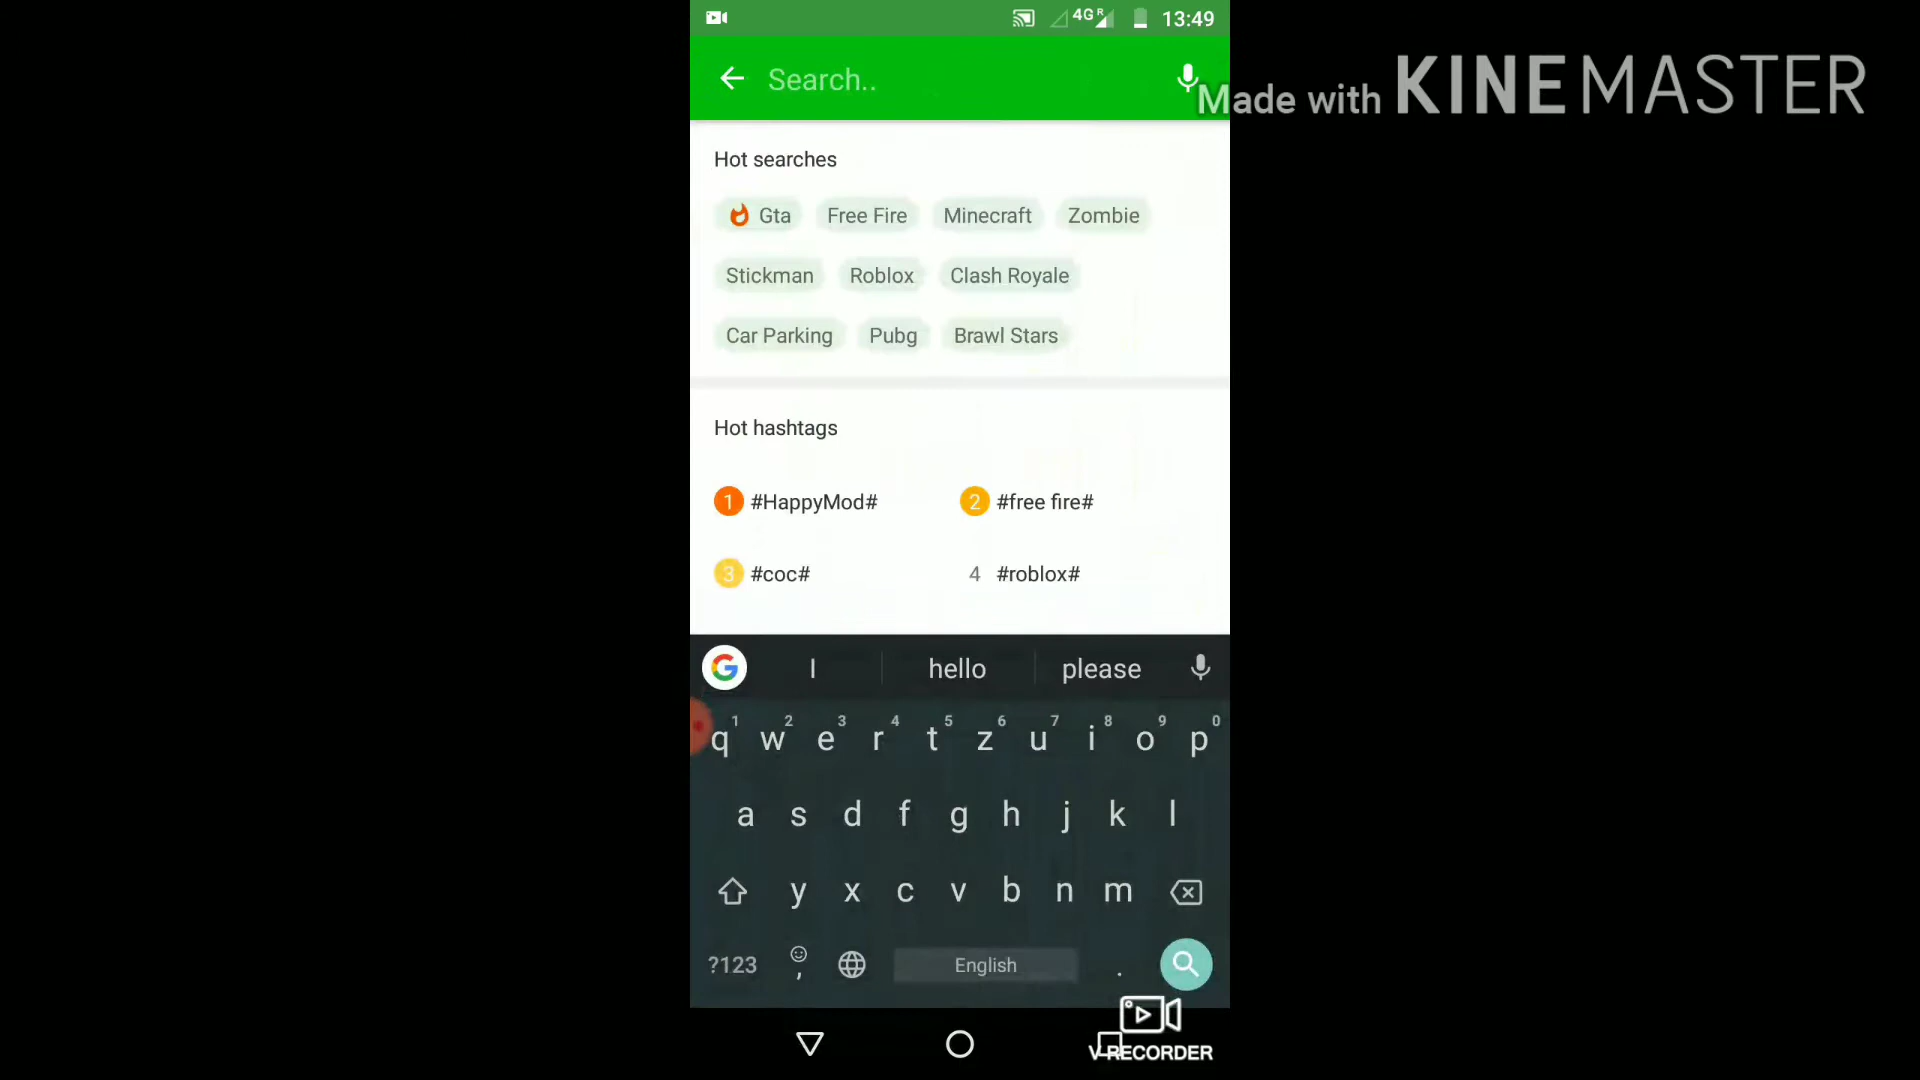 4G R 13:49
Search..
Made with KINEMASTER
Hot searches
Gta Free Fire Minecraft Zombie
Stickman Roblox Clash Royale
Car Parking Pubg Brawl Stars
Hot hashtags
1 #HappyMod# 2 #free fire#
3 #coc# 4 #roblox#
G I hello please
1 2 3 4 5 6 7 8 9 0
q w e r t z u i o p
a s d f g h j k l
y x c v b n m
?123 , English .
V RECORDER